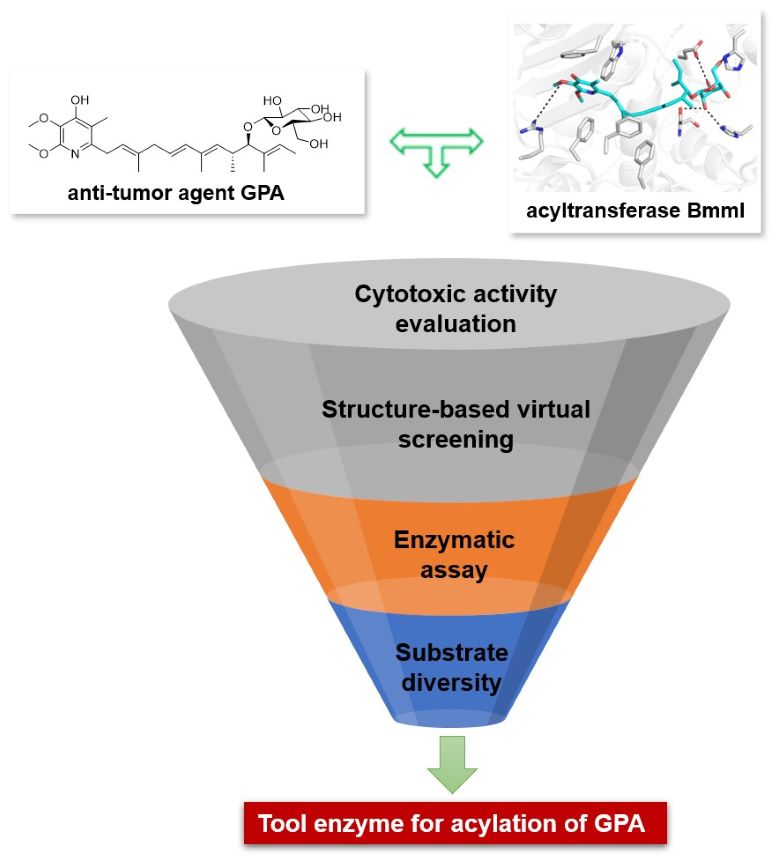 OH
O
O
N
O
O
HO
OH
OH
OH
anti-tumor agent GPA
acyltransferase BmmI
Cytotoxic activity
evaluation
Structure-based virtual
screening
Enzymatic
assay
Substrate
diversity
Tool enzyme for acylation of GPA